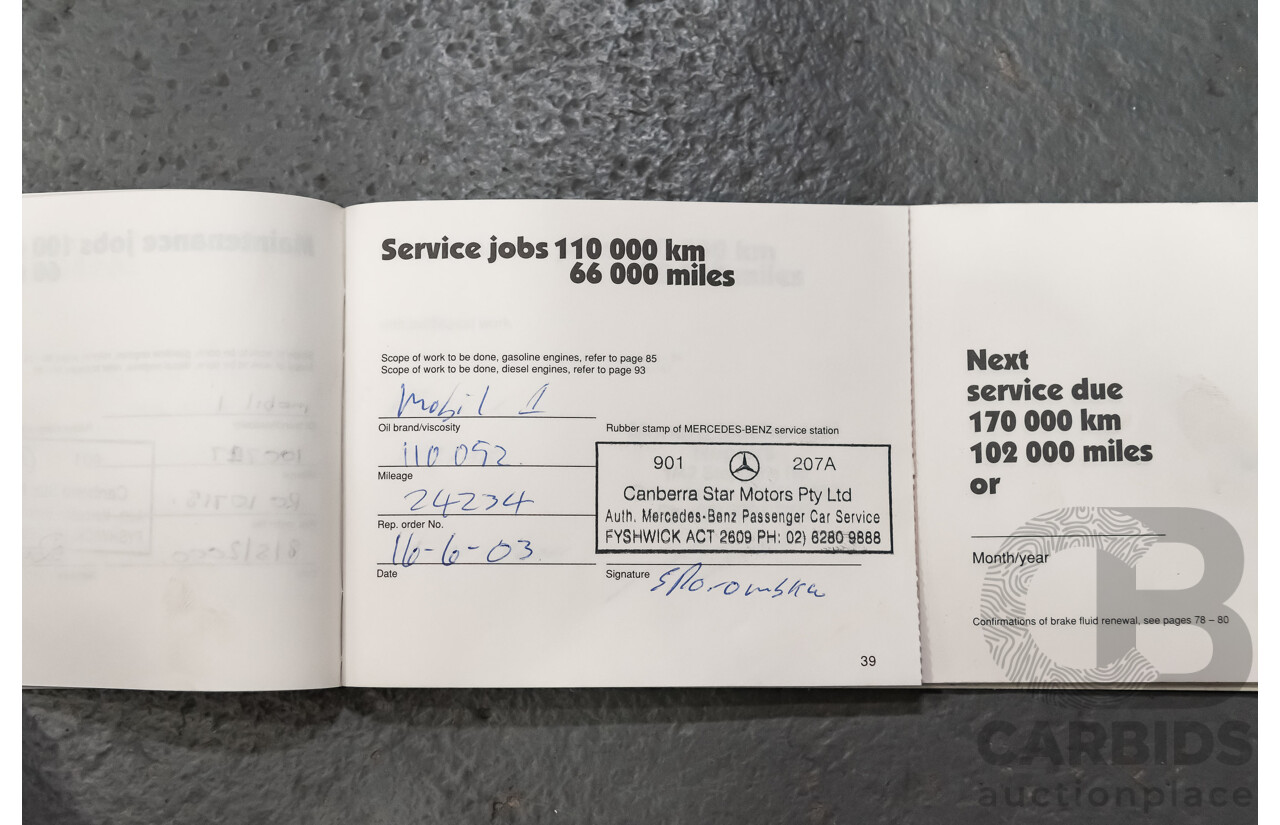 Service jobs 110 000 km
66 000 miles
Scope of work to be done, gasoline engines, refer to page 85
Scope of work to be done, diesel engines, refer to page 93
Mobil 1
Oil brand/viscosity
110 092
Mileage
24234
Rep. order No.
16-6-03
Date
Rubber stamp of MERCEDES-BENZ service station
901 207A
Canberra Star Motors Pty Ltd
Auth. Mercedes-Benz Passenger Car Service
FYSHWICK ACT 2609 PH: 02) 6280 9888
Signature
39
Next
service due
170 000 km
102 000 miles
or
Month/year
Confirmations of brake fluid renewal, see pages 78 – 80
CB
CARBIDS
auctionplace